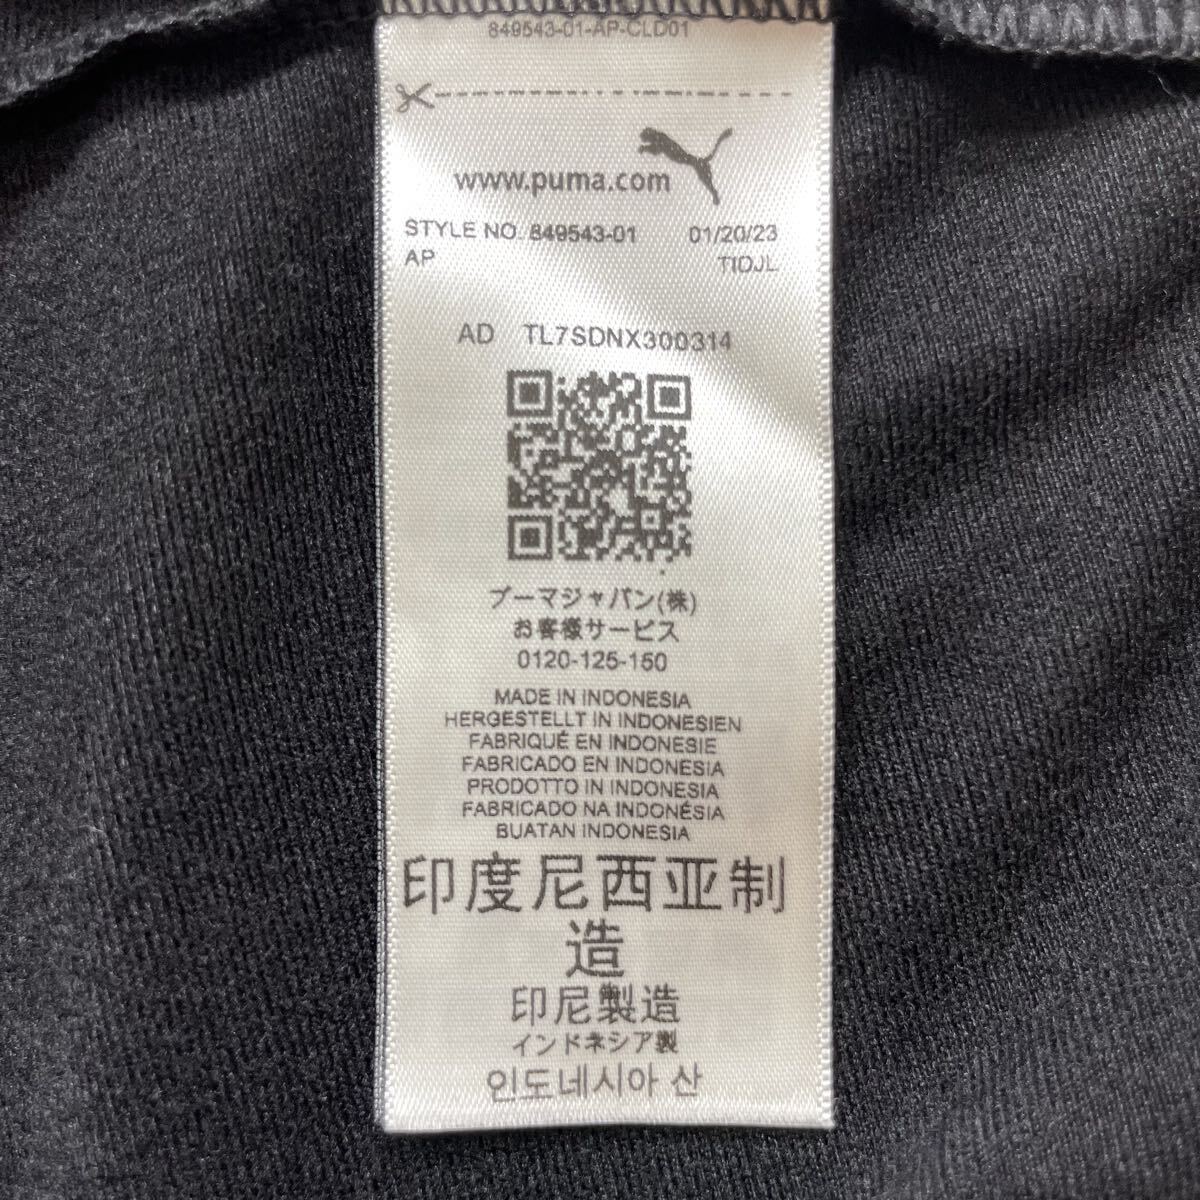 849543-01-AP-CLD01
www.puma.com
STYLE NO. 849543-01 01/20/23
AP TIDJL
AD TL7SDNX300314
プーマジャパン(株)
お客様サービス
0120-125-150
MADE IN INDONESIA
HERGESTELLT IN INDONESIEN
FABRIQUÉ EN INDONESIE
FABRICADO EN INDONESIA
PRODOTTO IN INDONESIA
FABRICADO NA INDONÉSIA
BUATAN INDONESIA
印度尼西亚制
造
印尼製造
インドネシア製
인도네시아 산